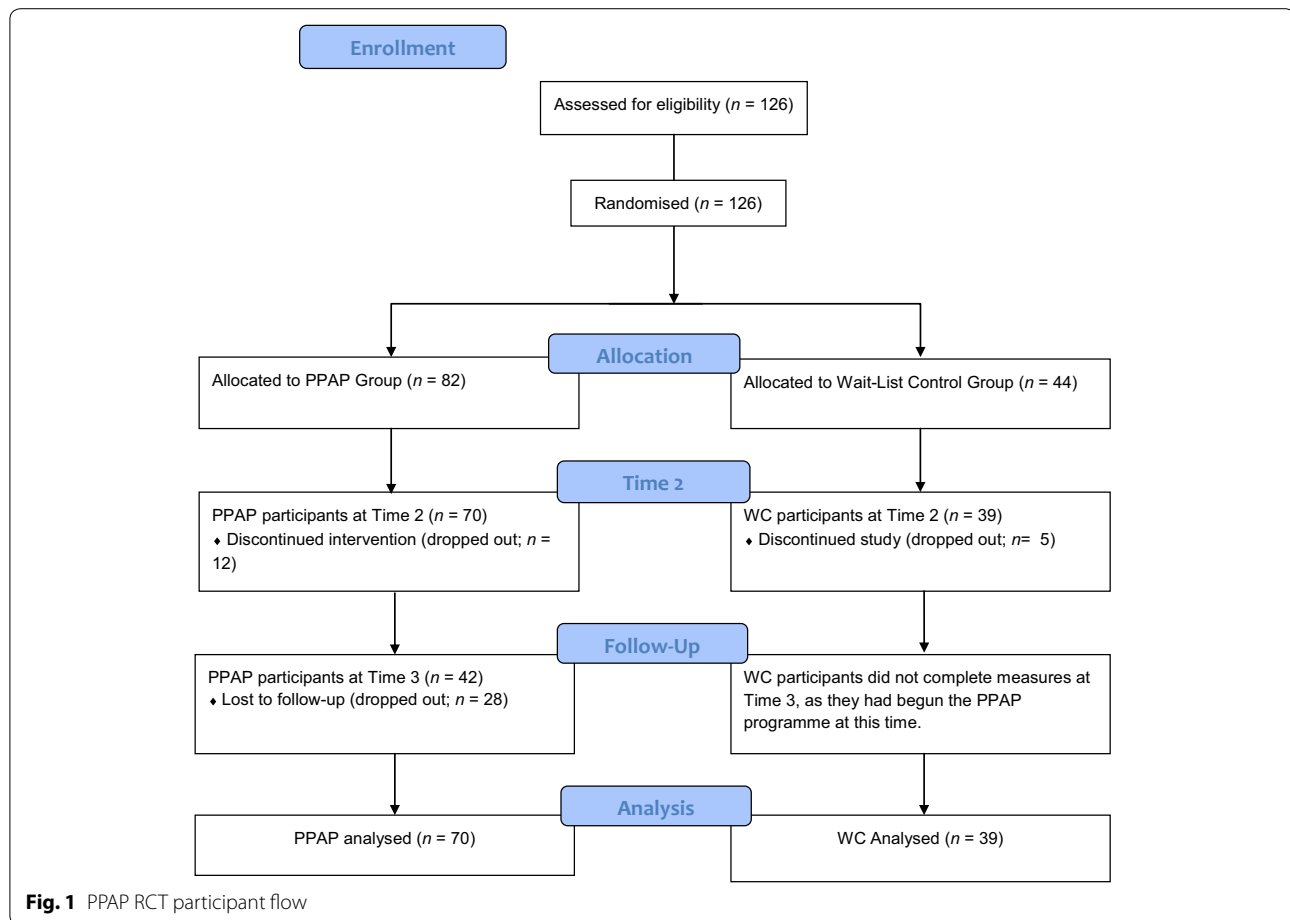 Enrollment
Assessed for eligibility (n = 126)
Randomised (n = 126)
Allocation
Allocated to PPAP Group (n = 82)
Allocated to Wait-List Control Group (n = 44)
Time 2
PPAP participants at Time 2 (n = 70)
♦ Discontinued intervention (dropped out; n =
12)
WC participants at Time 2 (n = 39)
♦ Discontinued study (dropped out; n= 5)
Follow-Up
PPAP participants at Time 3 (n = 42)
♦ Lost to follow-up (dropped out; n = 28)
WC participants did not complete measures at
Time 3, as they had begun the PPAP
programme at this time.
Analysis
PPAP analysed (n = 70)
WC Analysed (n = 39)
Fig. 1 PPAP RCT participant flow